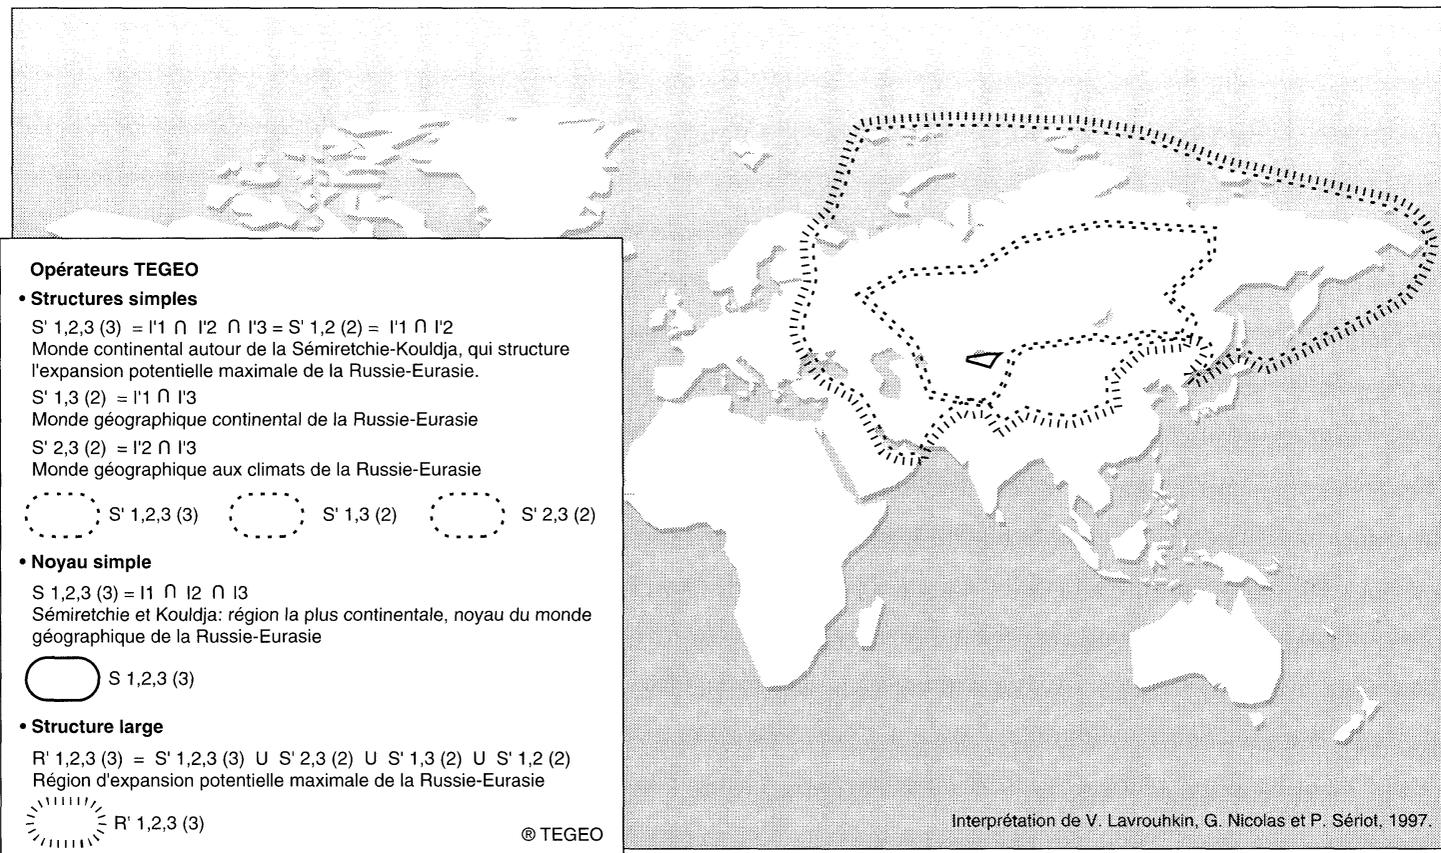 Opérateurs TEGEO
• Structures simples
S' 1,2,3 (3) = I'1 ∩ I'2 ∩ I'3 = S' 1,2 (2) = I'1 ∩ I'2
Monde continental autour de la Sémiretchie-Kouldja, qui structure
l'expansion potentielle maximale de la Russie-Eurasie.
S' 1,3 (2) = I'1 ∩ I'3
Monde géographique continental de la Russie-Eurasie
S' 2,3 (2) = I'2 ∩ I'3
Monde géographique aux climats de la Russie-Eurasie
S' 1,2,3 (3) S' 1,3 (2) S' 2,3 (2)
• Noyau simple
S 1,2,3 (3) = I1 ∩ I2 ∩ I3
Sémiretchie et Kouldja: région la plus continentale, noyau du monde
géographique de la Russie-Eurasie
S 1,2,3 (3)
• Structure large
R' 1,2,3 (3) = S' 1,2,3 (3) U S' 2,3 (2) U S' 1,3 (2) U S' 1,2 (2)
Région d'expansion potentielle maximale de la Russie-Eurasie
R' 1,2,3 (3)
® TEGEO
Interprétation de V. Lavrouhkin, G. Nicolas et P. Sériot, 1997.